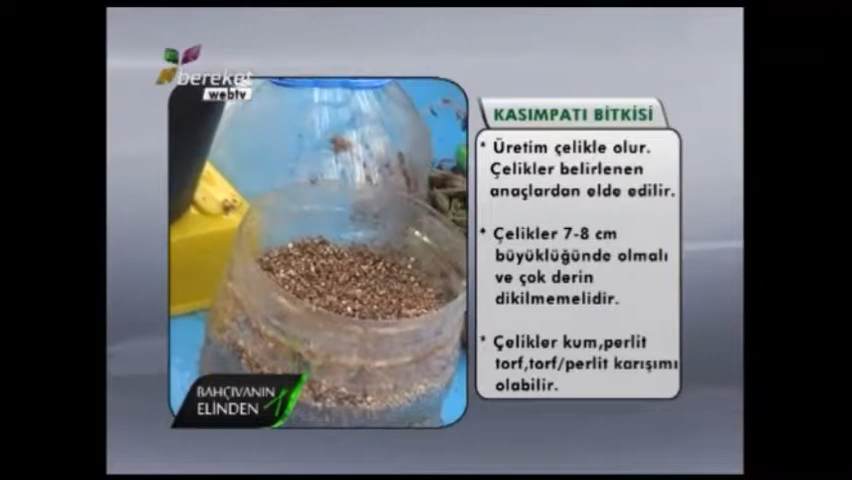 bereket
webtv
KASIMPATI BİTKİSİ
* Üretim çelikle olur.
Çelikler belirlenen
anaçlardan elde edilir.
* Çelikler 7-8 cm
büyüklüğünde olmalı
ve çok derin
dikilmemelidir.
* Çelikler kum,perlit
torf,torf/perlit karışımı
olabilir.
BAHÇIVANIN
ELİNDEN